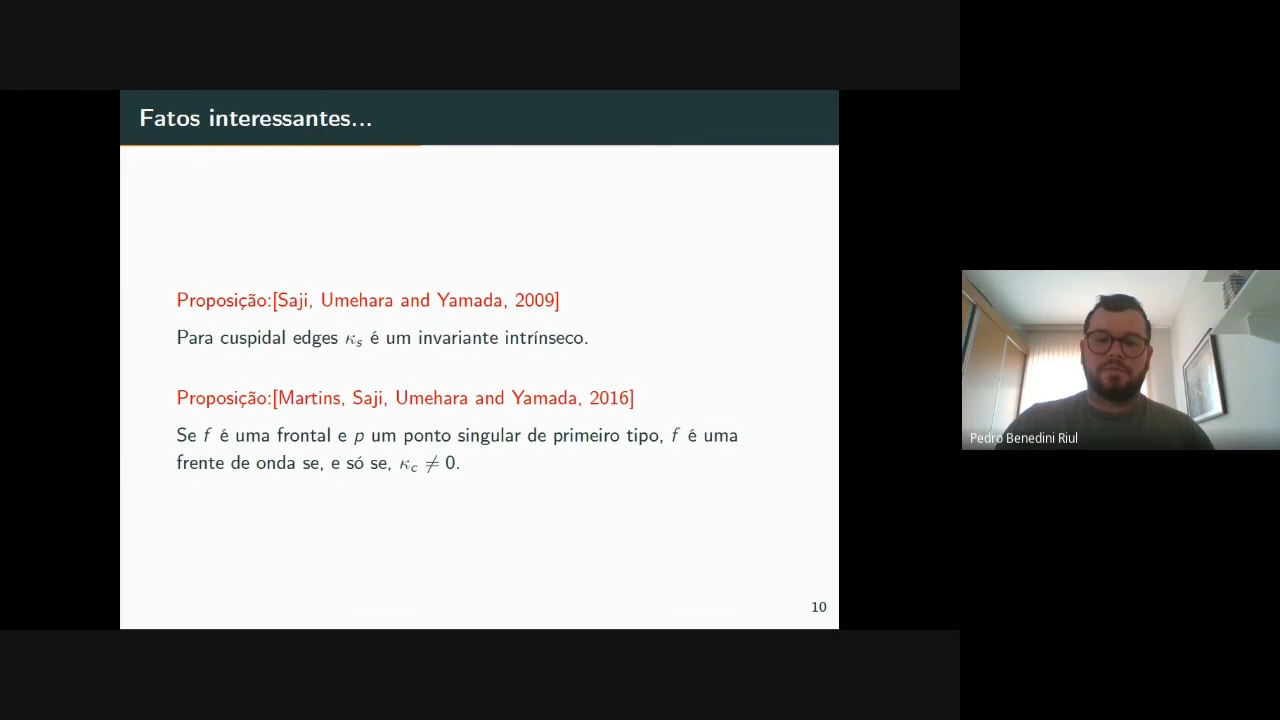 Fatos interessantes...
Proposição:[Saji, Umehara and Yamada, 2009]
Para cuspidal edges κₛ é um invariante intrínseco.
Proposição:[Martins, Saji, Umehara and Yamada, 2016]
Se f é uma frontal e p um ponto singular de primeiro tipo, f é uma
frente de onda se, e só se, κ_c ≠ 0.
10
Pedro Benedini Riul